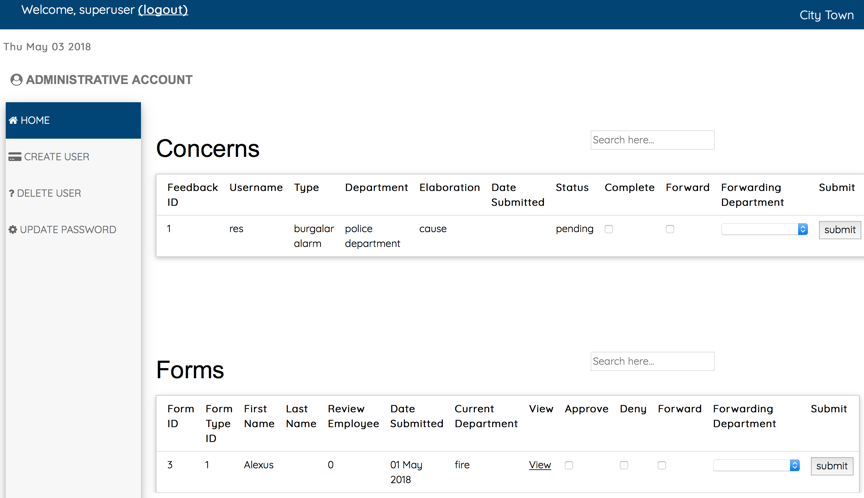 Welcome, superuser (logout)
City Town
Thu May 03 2018
ADMINISTRATIVE ACCOUNT
HOME
CREATE USER
? DELETE USER
UPDATE PASSWORD
Concerns
Search here...
Feedback ID Username Type Department Elaboration Date Submitted Status Complete Forward Forwarding Department Submit
1 res burgalar alarm police department cause pending submit
Forms
Search here...
Form ID Form Type ID First Name Last Name Review Employee Date Submitted Current Department View Approve Deny Forward Forwarding Department Submit
3 1 Alexus 0 01 May 2018 fire View submit